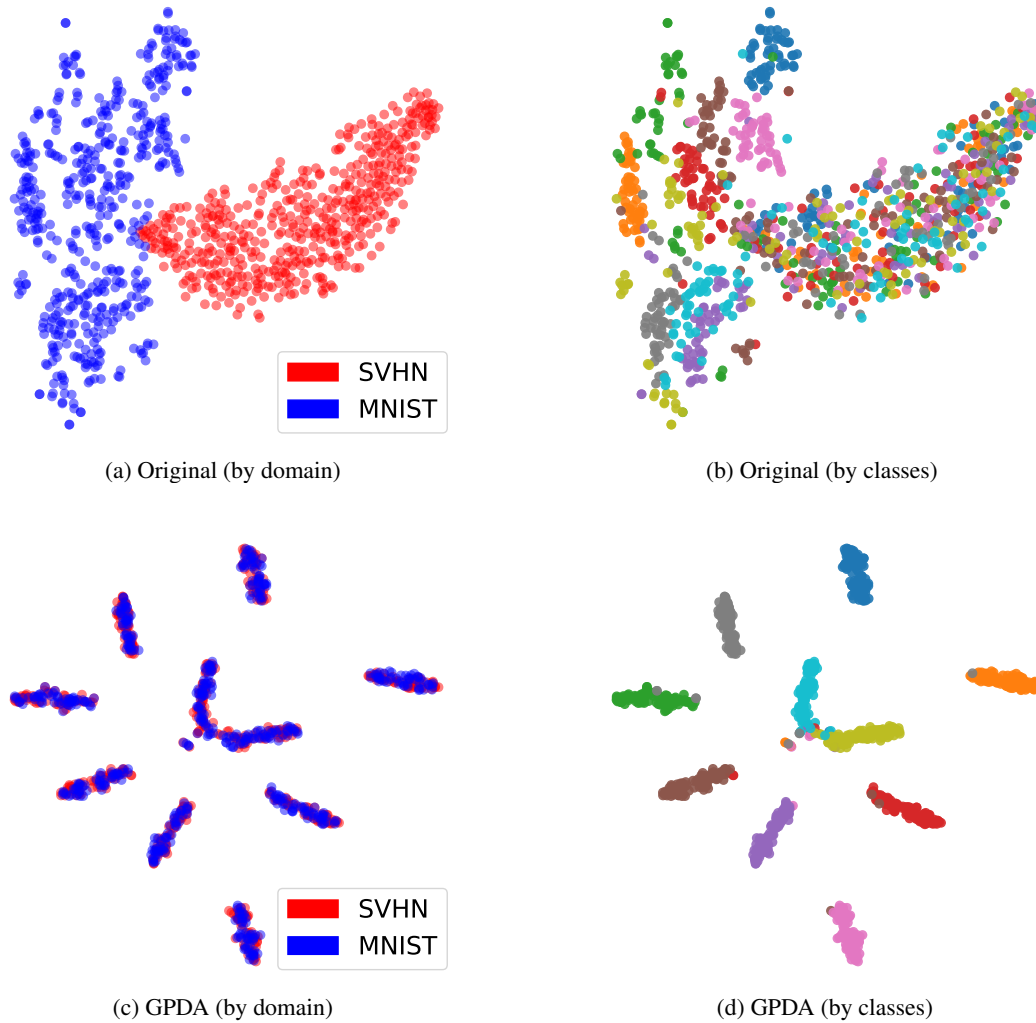 SVHN
MNIST
(a) Original (by domain)
(b) Original (by classes)
SVHN
MNIST
(c) GPDA (by domain)
(d) GPDA (by classes)